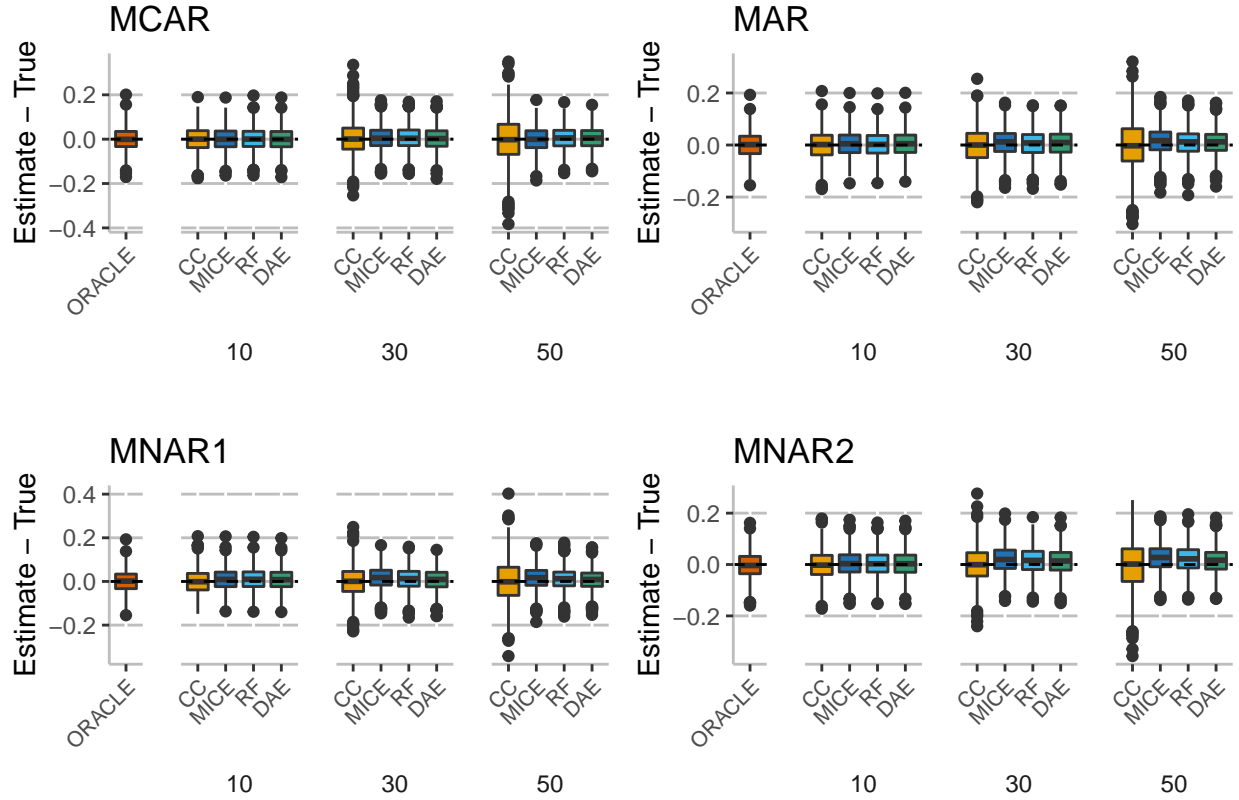 MCAR
Estimate − True
0.2
0.0
−0.2
−0.4
ORACLE
CC
MICE
RF
DAE
CC
MICE
RF
DAE
CC
MICE
RF
DAE
10
30
50
MAR
Estimate − True
0.2
0.0
−0.2
ORACLE
CC
MICE
RF
DAE
CC
MICE
RF
DAE
CC
MICE
RF
DAE
10
30
50
MNAR1
Estimate − True
0.4
0.2
0.0
−0.2
ORACLE
CC
MICE
RF
DAE
CC
MICE
RF
DAE
CC
MICE
RF
DAE
10
30
50
MNAR2
Estimate − True
0.2
0.0
−0.2
ORACLE
CC
MICE
RF
DAE
CC
MICE
RF
DAE
CC
MICE
RF
DAE
10
30
50